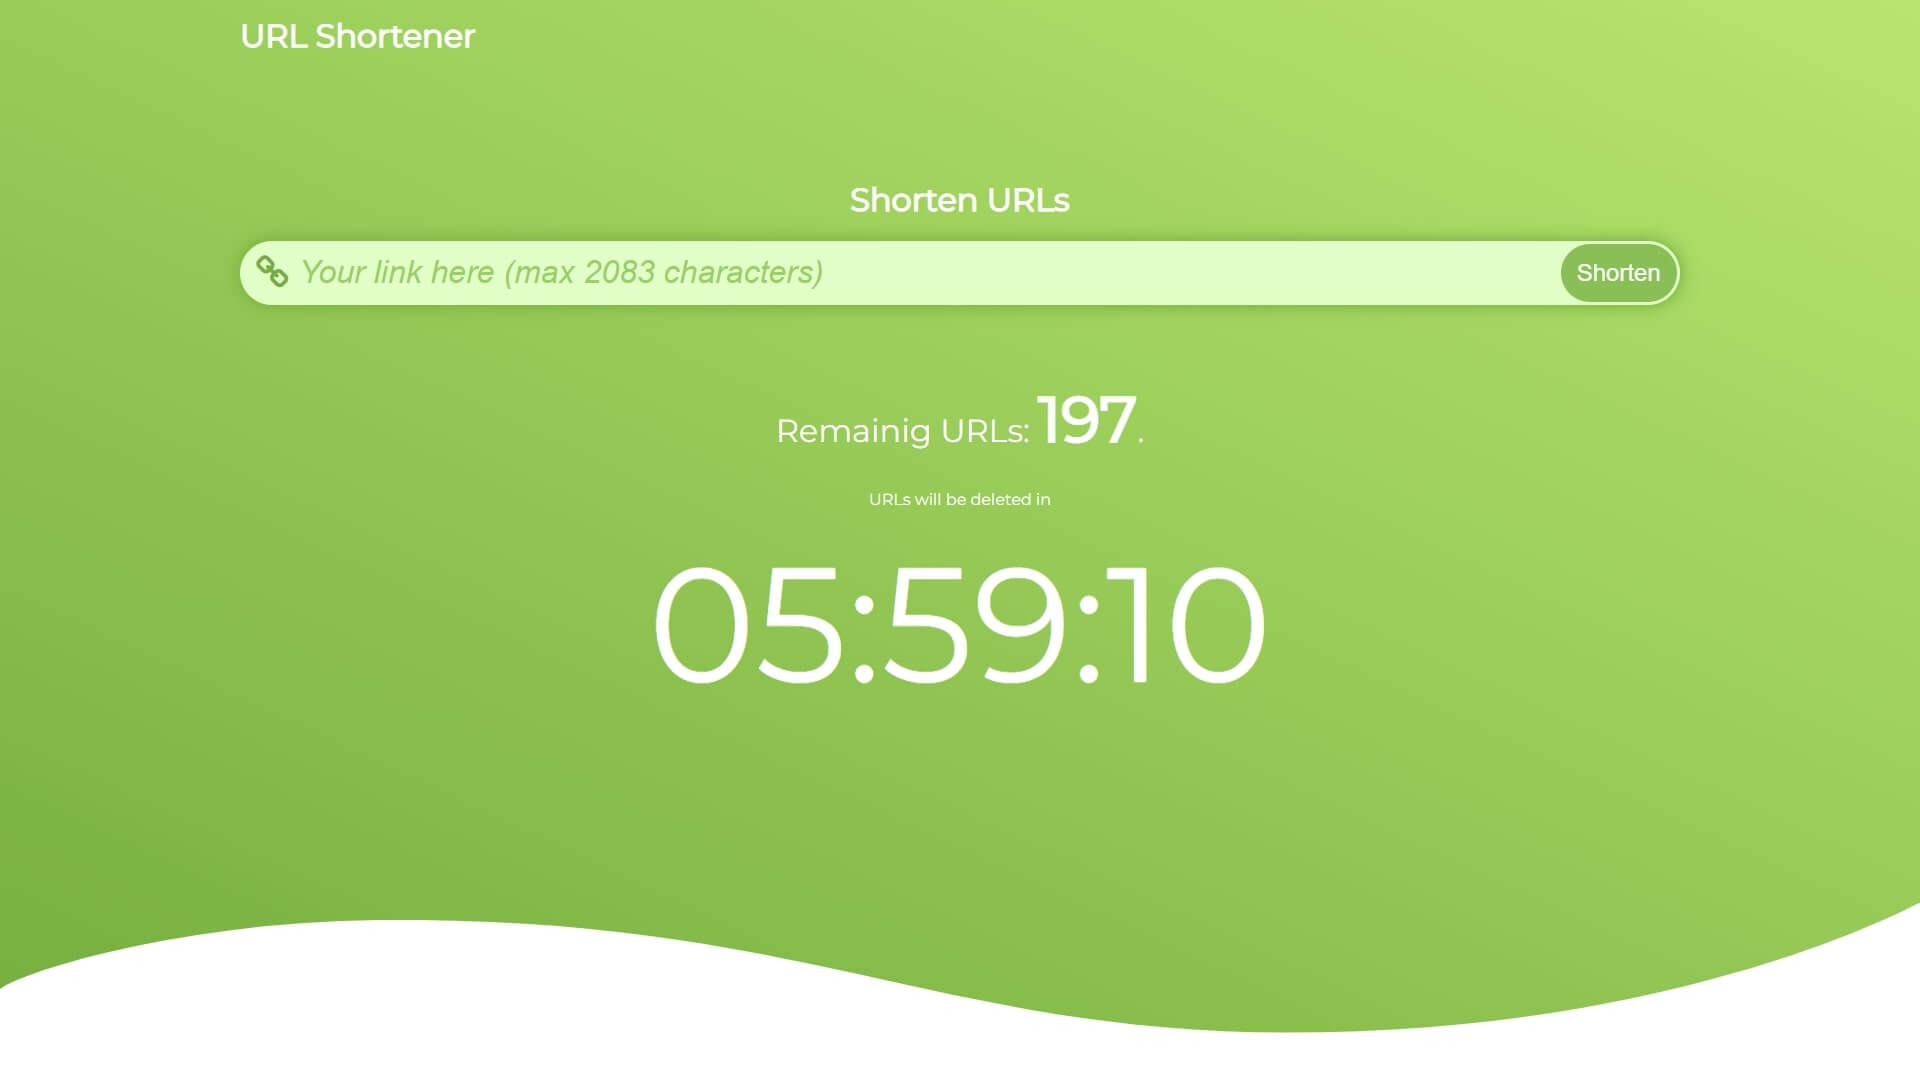 URL Shortener
Shorten URLs
Your link here (max 2083 characters)
Shorten
Remainig URLs: 197.
URLs will be deleted in
05:59:10